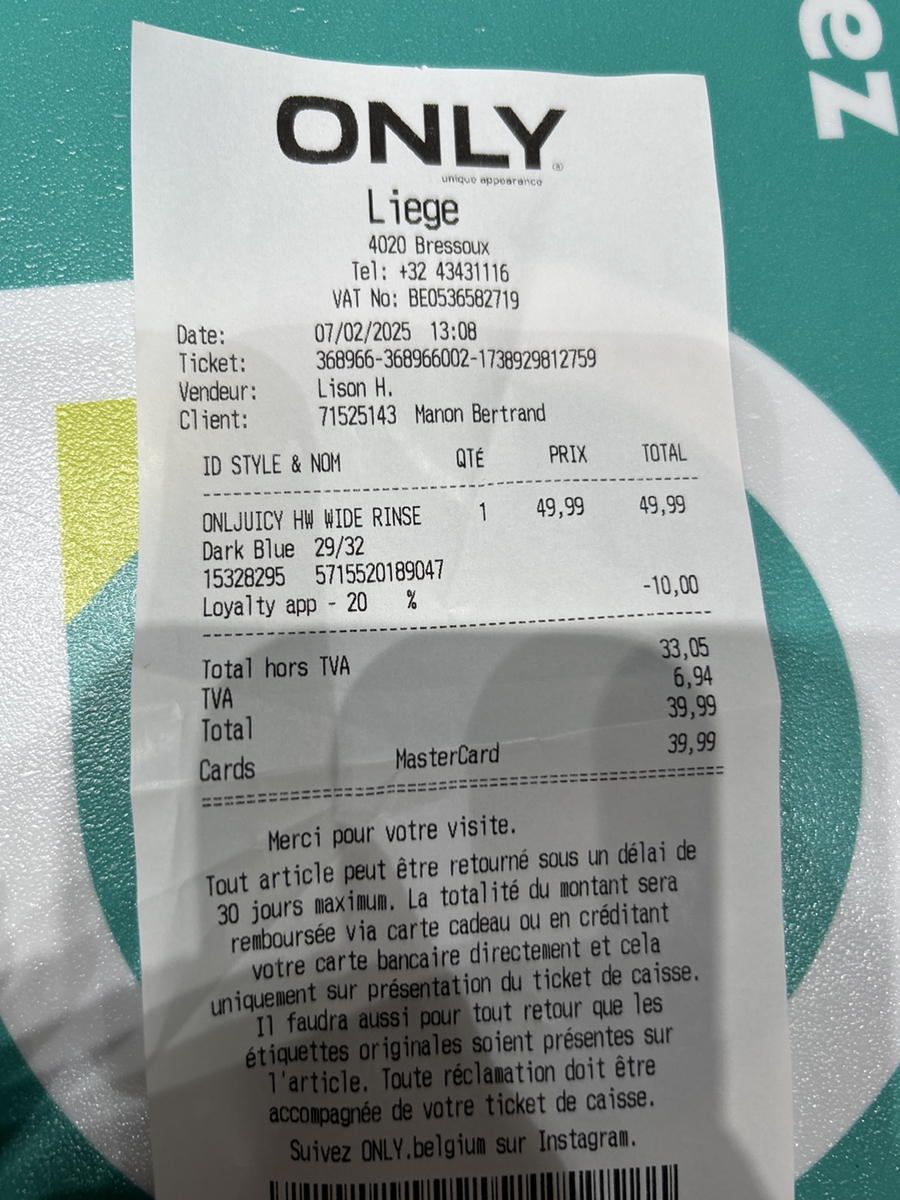 ez
ONLY
unique appearance
Liege
4020 Bressoux
Tel: +32 43431116
VAT No: BE0536582719
Date: 07/02/2025 13:08
Ticket: 368966-368966002-1738929812759
Vendeur: Lison H.
Client: 71525143 Manon Bertrand
ID STYLE & NOM QTÉ PRIX TOTAL
ONLJUICY HW WIDE RINSE 1 49,99 49,99
Dark Blue 29/32
15328295 5715520189047
Loyalty app - 20 % -10,00
Total hors TVA 33,05
TVA 6,94
Total 39,99
Cards MasterCard 39,99
Merci pour votre visite.
Tout article peut être retourné sous un délai de
30 jours maximum. La totalité du montant sera
remboursée via carte cadeau ou en créditant
votre carte bancaire directement et cela
uniquement sur présentation du ticket de caisse.
Il faudra aussi pour tout retour que les
étiquettes originales soient présentes sur
l'article. Toute réclamation doit être
accompagnée de votre ticket de caisse.
Suivez ONLY.belgium sur Instagram.